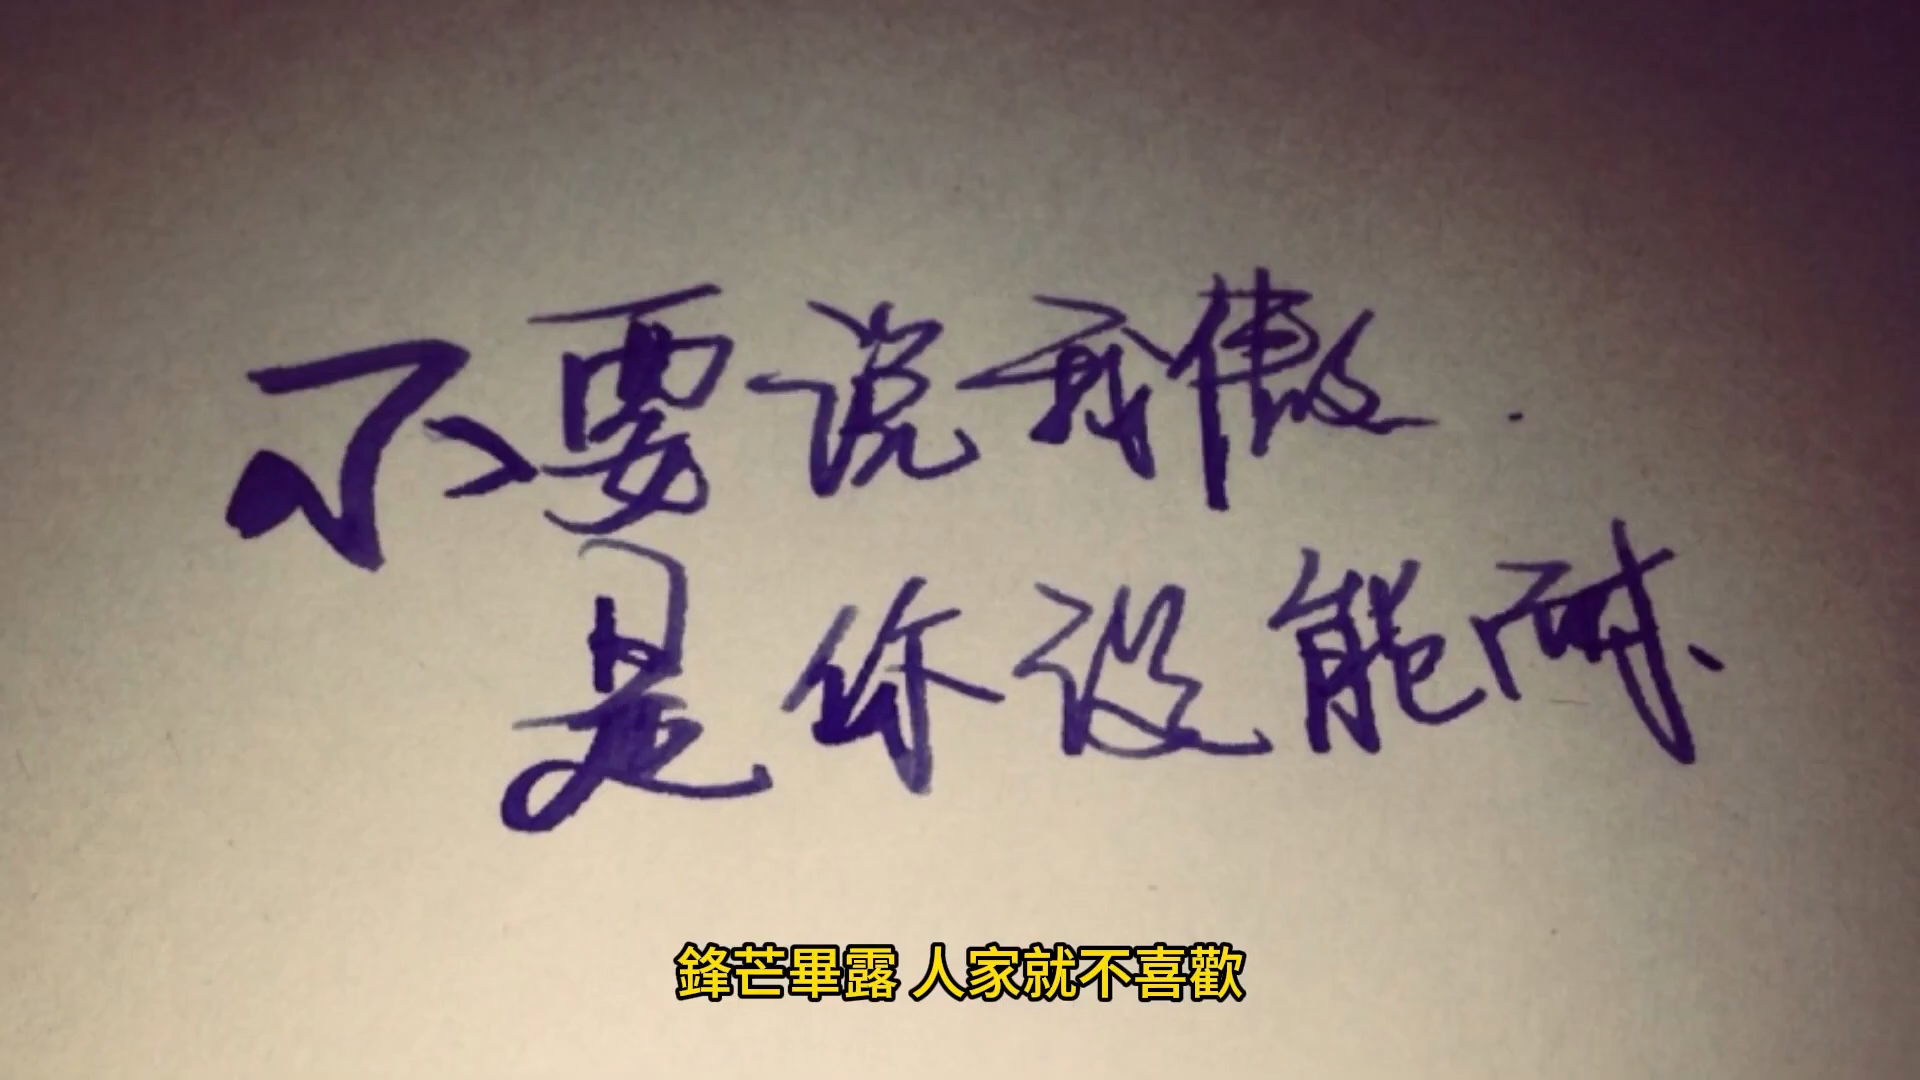 不要说我傲.
是你没能耐、
鋒芒畢露 人家就不喜歡